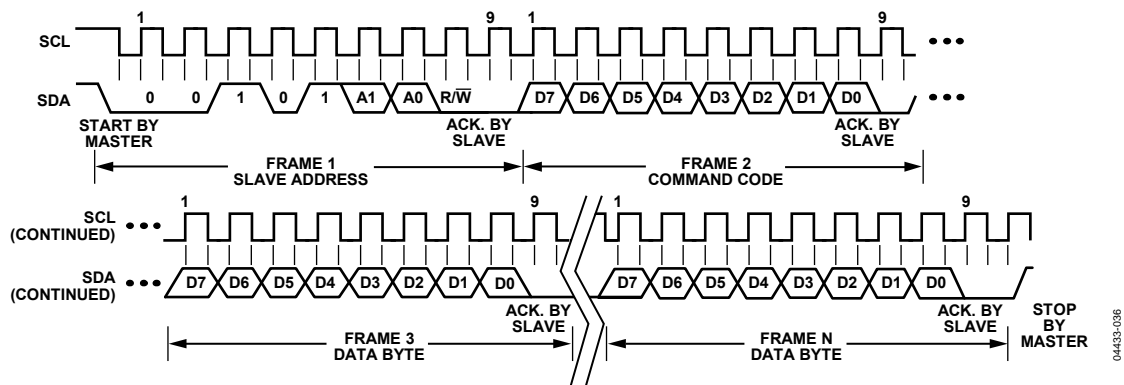 1 9 1 9
SCL
SDA 0 0 1 0 1 A1 A0 R/W̅ D7 D6 D5 D4 D3 D2 D1 D0
START BY MASTER
ACK. BY SLAVE
ACK. BY SLAVE
FRAME 1
SLAVE ADDRESS
FRAME 2
COMMAND CODE
1 9 1 9
SCL
(CONTINUED)
SDA
(CONTINUED)
D7 D6 D5 D4 D3 D2 D1 D0 D7 D6 D5 D4 D3 D2 D1 D0
ACK. BY
SLAVE
ACK. BY
SLAVE
STOP
BY
MASTER
FRAME 3
DATA BYTE
FRAME N
DATA BYTE
04433-036